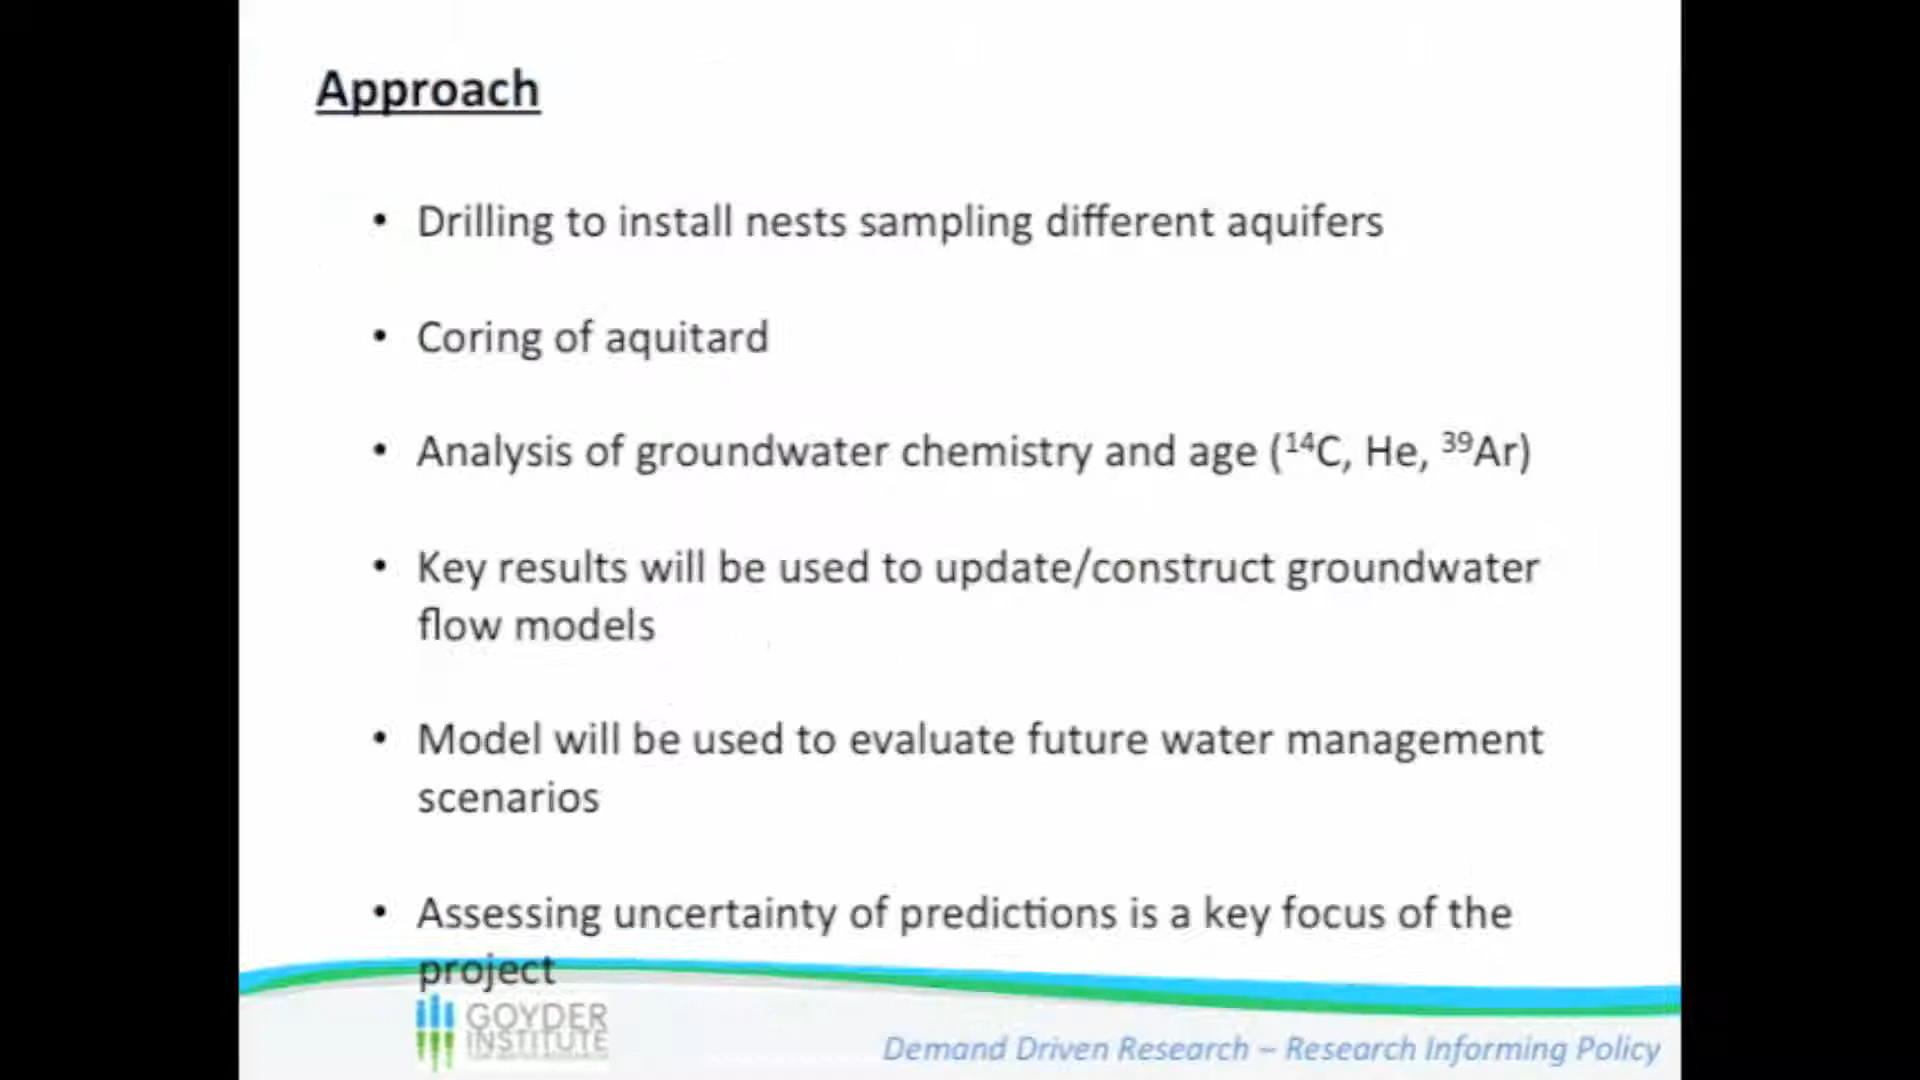 Approach
• Drilling to install nests sampling different aquifers
• Coring of aquitard
• Analysis of groundwater chemistry and age (¹⁴C, He, ³⁹Ar)
• Key results will be used to update/construct groundwater
flow models
• Model will be used to evaluate future water management
scenarios
• Assessing uncertainty of predictions is a key focus of the
project
GOYDER
INSTITUTE
Demand Driven Research – Research Informing Policy